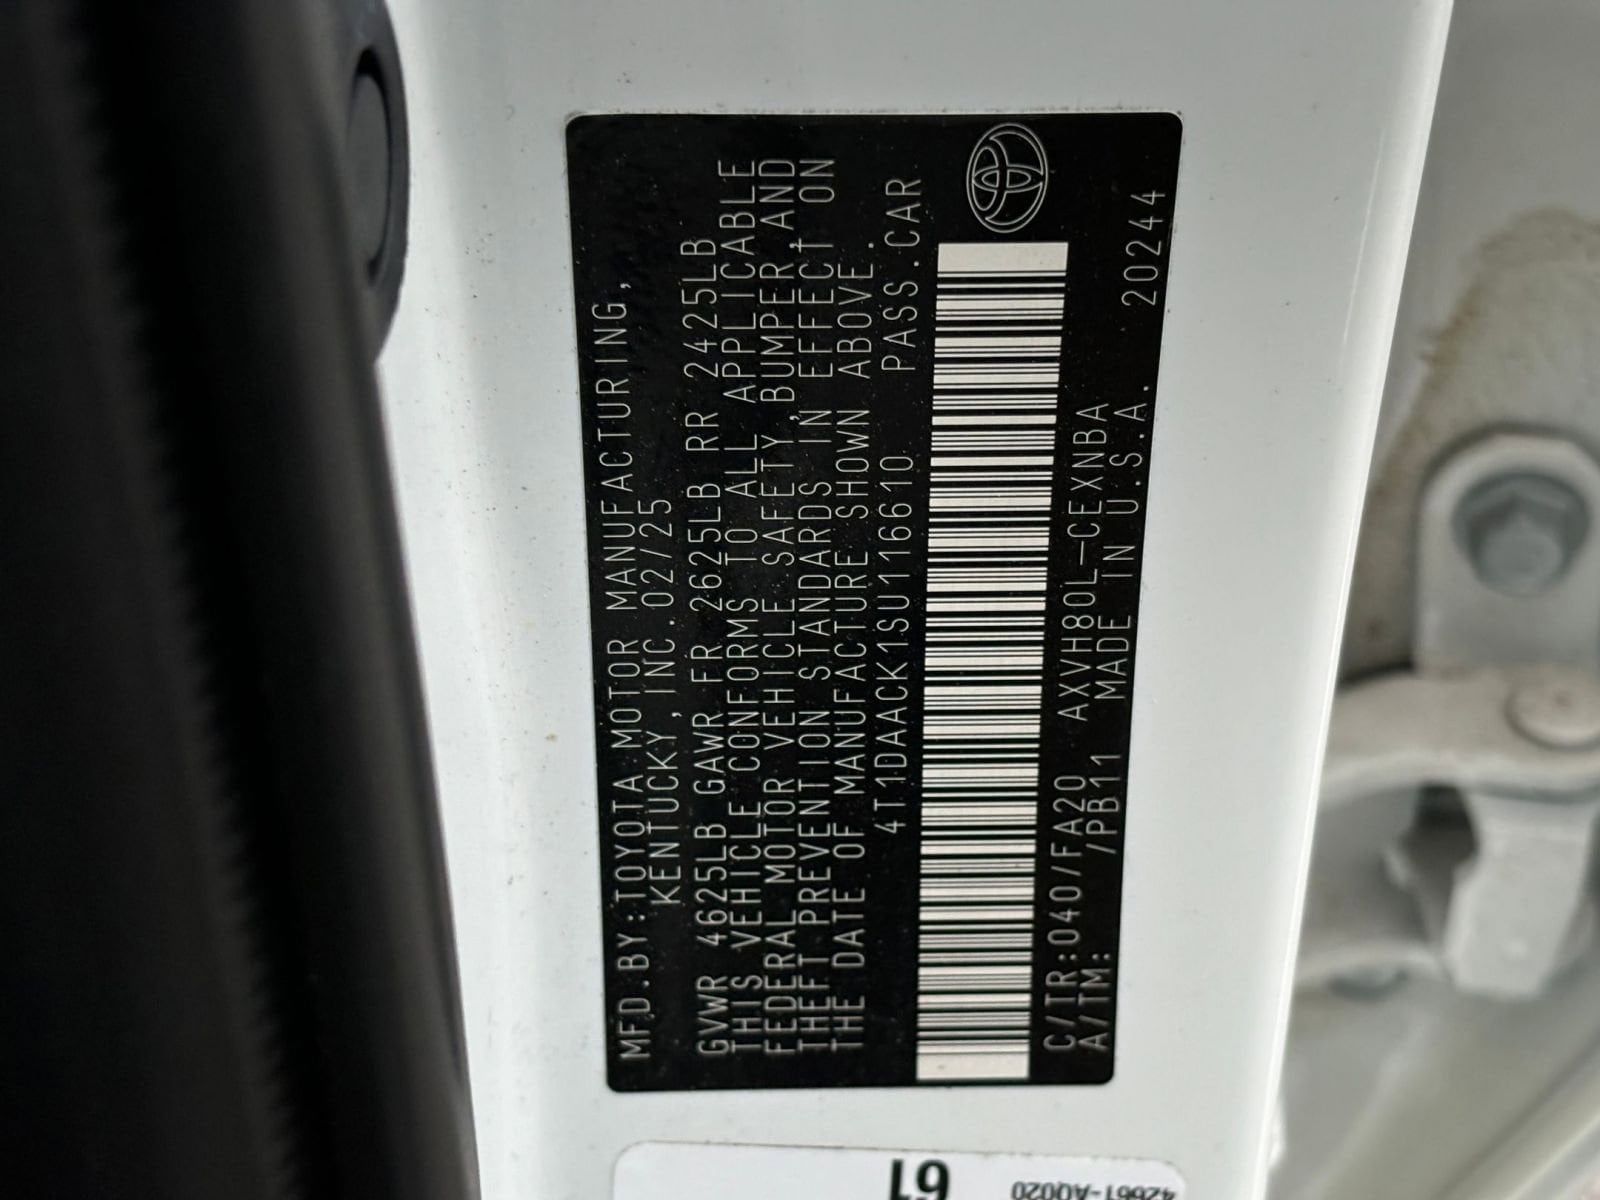 MFD.BY:TOYOTA MOTOR MANUFACTURING,
KENTUCKY,INC.02/25
GVWR 4625LB GAWR FR 2625LB RR 2425LB
THIS VEHICLE CONFORMS TO ALL APPLICABLE
FEDERAL MOTOR VEHICLE SAFETY,BUMPER,AND
THEFT PREVENTION STANDARDS IN EFFECT ON
THE DATE OF MANUFACTURE SHOWN ABOVE.
4T1DAACK1SU116610 PASS.CAR
C/TR:040/FA20 AXVH80L-CEXNBA
A/TM: /PB11 MADE IN U.S.A. 20244
61
42661-AQ020